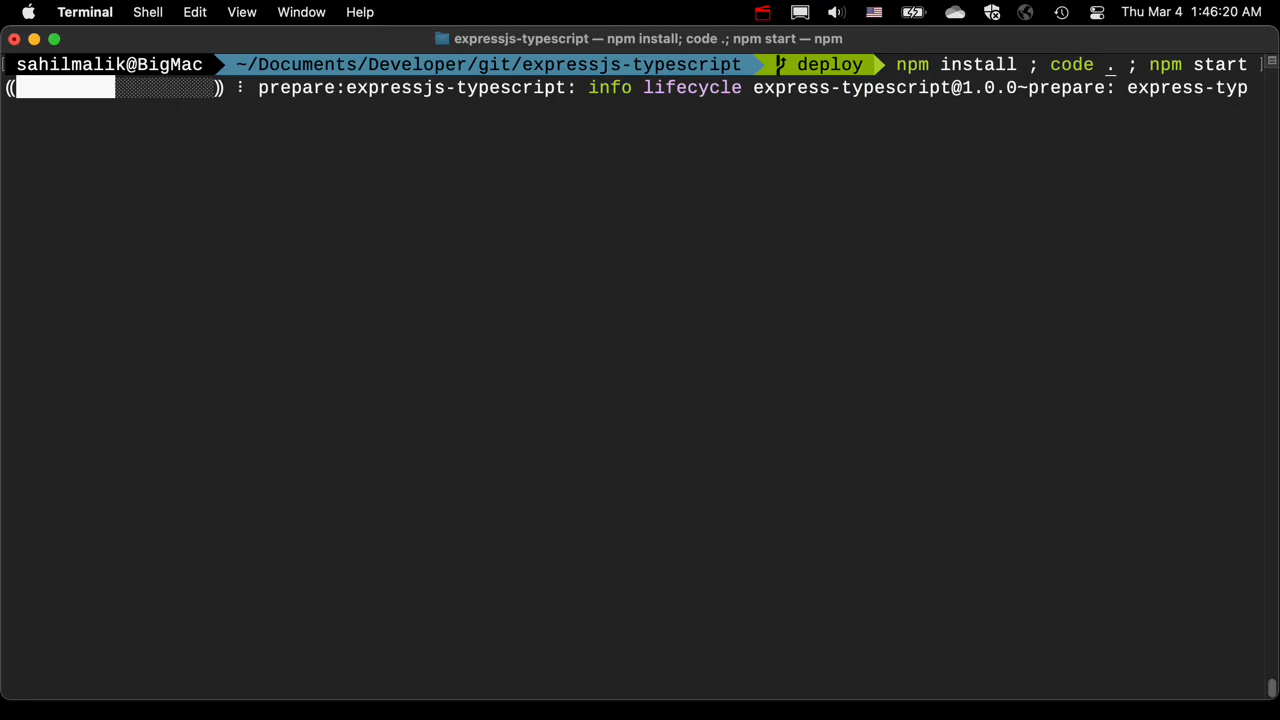 Terminal Shell Edit View Window Help Thu Mar 4 1:46:20 AM
expressjs-typescript — npm install; code .; npm start — npm
sahilmalik@BigMac ~/Documents/Developer/git/expressjs-typescript deploy npm install ; code . ; npm start
prepare:expressjs-typescript: info lifecycle express-typescript@1.0.0~prepare: express-typ